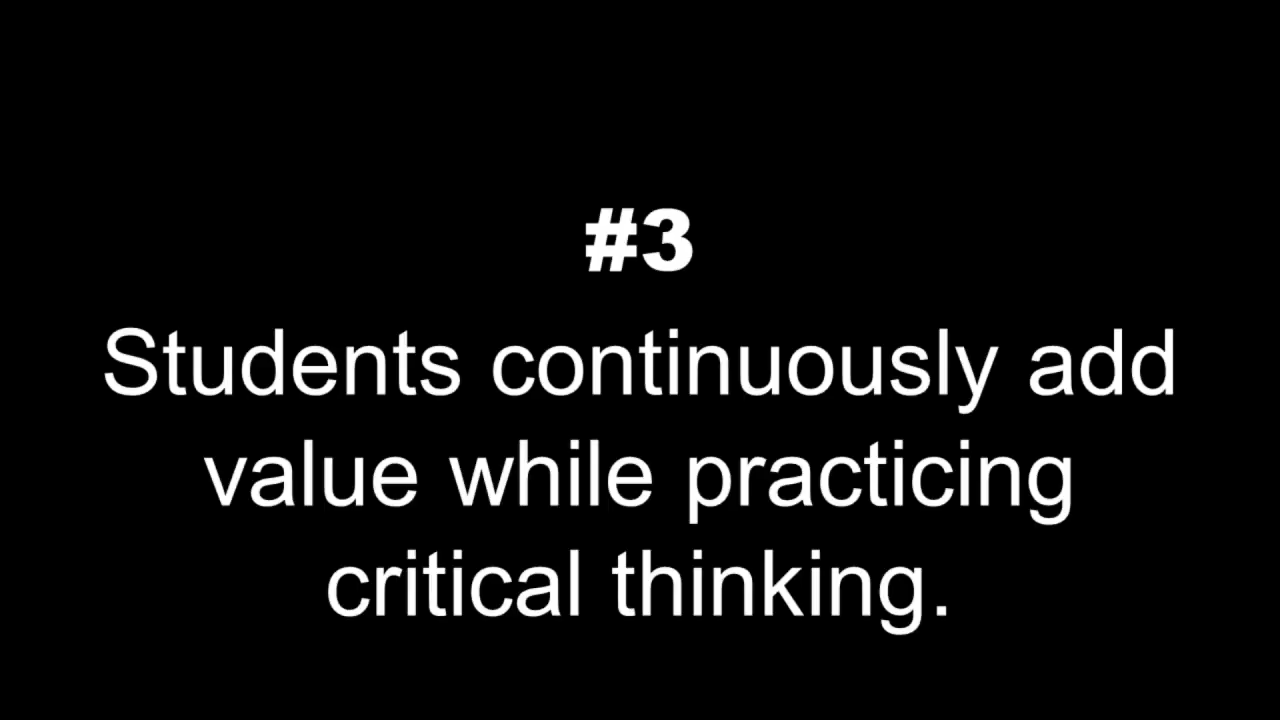 #3
Students continuously add
value while practicing
critical thinking.